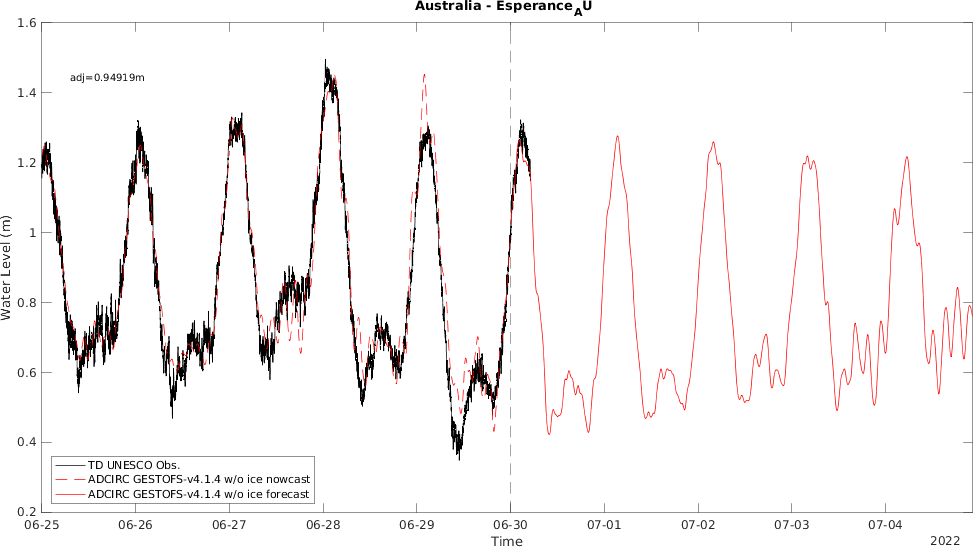 Australia - Esperance_AU
1.6
1.4
1.2
1
0.8
0.6
0.4
0.2
Water Level (m)
adj=0.94919m
TD UNESCO Obs.
ADCIRC GESTOFS-v4.1.4 w/o ice nowcast
ADCIRC GESTOFS-v4.1.4 w/o ice forecast
06-25 06-26 06-27 06-28 06-29 06-30 07-01 07-02 07-03 07-04
Time
2022